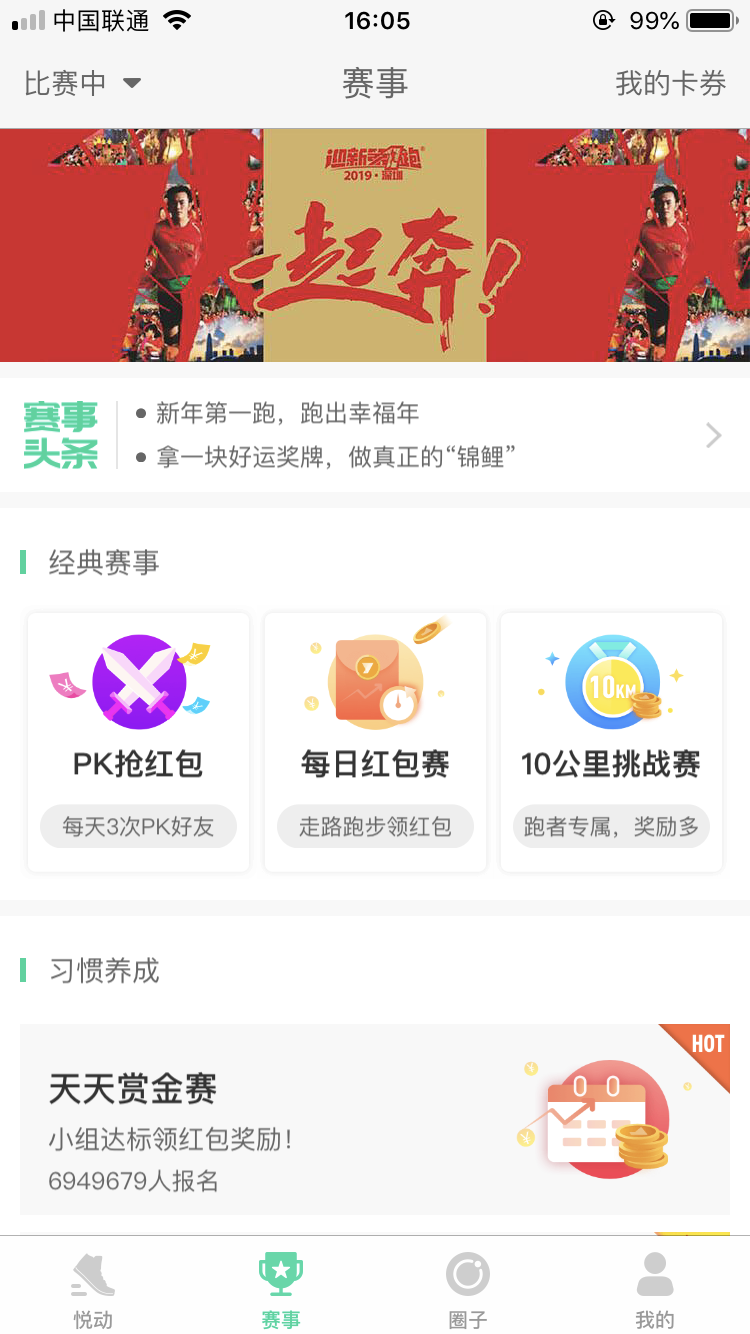 中国联通
16:05
99%
比赛中
赛事
我的卡券
迎新第1跑
2019·深圳
一起奔!
赛事
头条
新年第一跑，跑出幸福年
拿一块好运奖牌，做真正的“锦鲤”
经典赛事
10KM
PK抢红包
每日红包赛
10公里挑战赛
每天3次PK好友
走路跑步领红包
跑者专属，奖励多
习惯养成
HOT
天天赏金赛
小组达标领红包奖励！
6949679人报名
悦动
赛事
圈子
我的